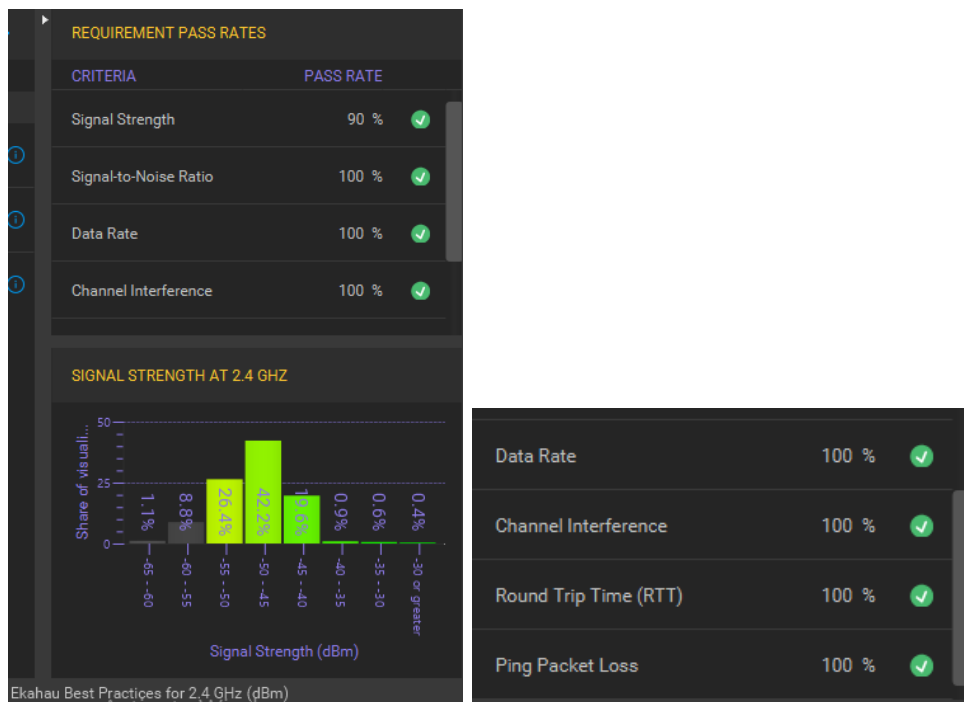 REQUIREMENT PASS RATES
CRITERIA PASS RATE
Signal Strength 90 %
Signal-to-Noise Ratio 100 %
Data Rate 100 %
Channel Interference 100 %
SIGNAL STRENGTH AT 2.4 GHZ
Share of visuali...
50
25
0
1.1% 8.8% 26.4% 42.2% 19.6% 0.9% 0.6% 0.4%
-65 - -60
-60 - -55
-55 - -50
-50 - -45
-45 - -40
-40 - -35
-35 - -30
-30 or greater
Signal Strength (dBm)
Ekahau Best Practices for 2.4 GHz (dBm)
Data Rate 100 %
Channel Interference 100 %
Round Trip Time (RTT) 100 %
Ping Packet Loss 100 %